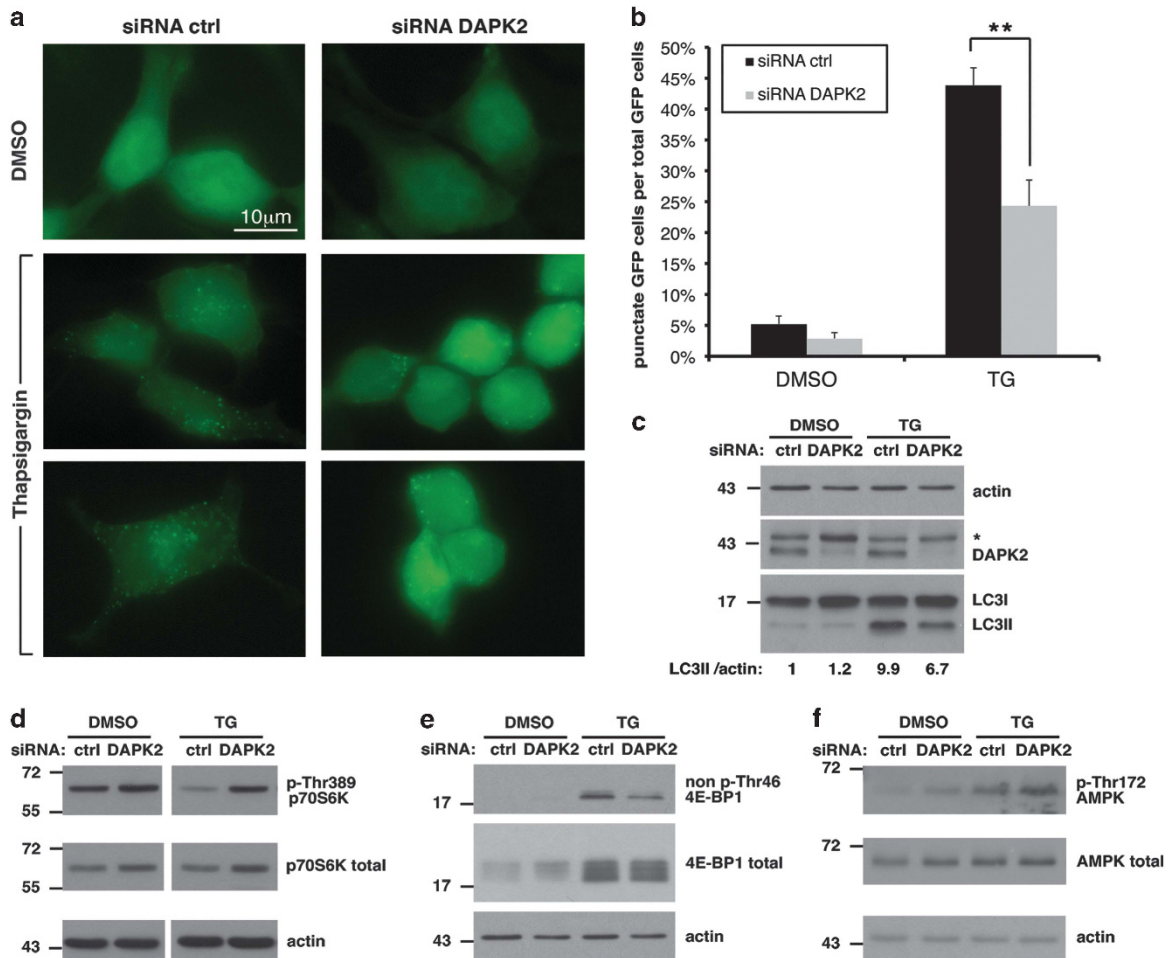 a
siRNA ctrl
siRNA DAPK2
DMSO
10μm
Thapsigargin
b
punctate GFP cells per total GFP cells
50%
45%
40%
35%
30%
25%
20%
15%
10%
5%
0%
siRNA ctrl
siRNA DAPK2
**
DMSO
TG
c
DMSO TG
siRNA: ctrl DAPK2 ctrl DAPK2
43 actin
*
43 DAPK2
17 LC3I
LC3II
LC3II /actin: 1 1.2 9.9 6.7
d
DMSO TG
siRNA: ctrl DAPK2 ctrl DAPK2
72 p-Thr389
p70S6K
55
72
p70S6K total
55
43 actin
e
DMSO TG
siRNA: ctrl DAPK2 ctrl DAPK2
non p-Thr46
17 4E-BP1
4E-BP1 total
17
43 actin
f
DMSO TG
siRNA: ctrl DAPK2 ctrl DAPK2
72 p-Thr172
AMPK
72
AMPK total
43 actin